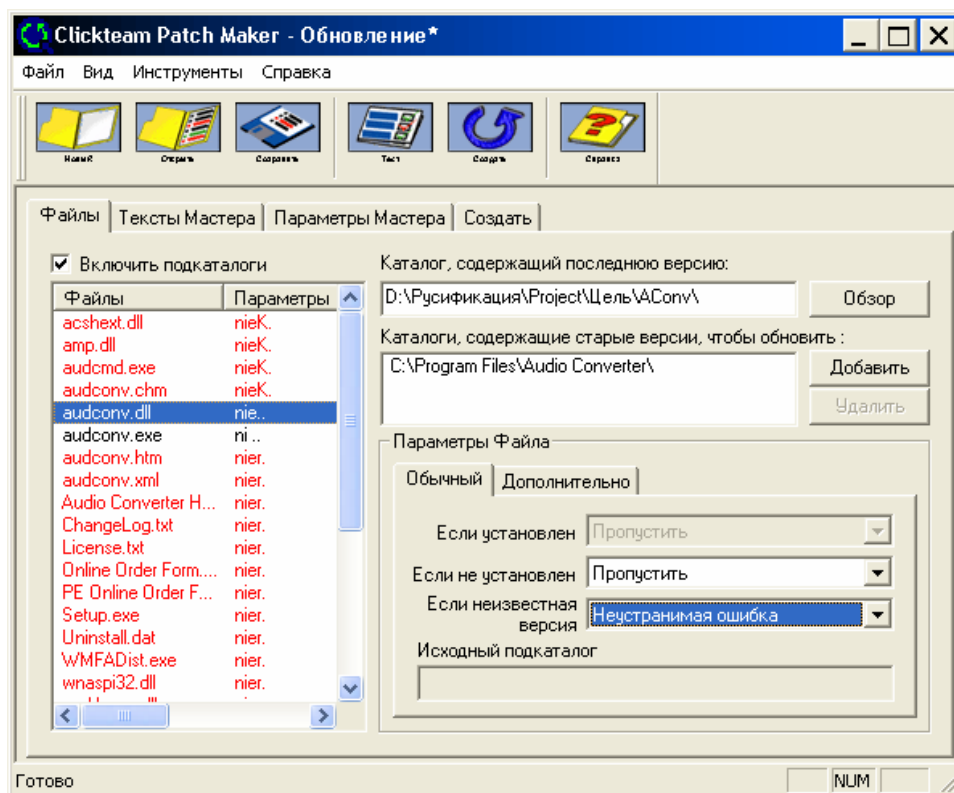 Clickteam Patch Maker - Обновление*
Файл Вид Инструменты Справка
Открыть Сохранить Тест Создать Справка
Файлы Тексты Мастера Параметры Мастера Создать
Включить подкаталоги
Файлы Параметры
acshext.dll nieK.
amp.dll nieK.
audcmd.exe nieK.
audconv.chm nieK.
audconv.dll nie..
audconv.exe ni ..
audconv.htm nier.
audconv.xml nier.
Audio Converter H... nier.
ChangeLog.txt nier.
License.txt nier.
Online Order Form.... nier.
PE Online Order F... nier.
Setup.exe nier.
Uninstall.dat nier.
WMFADist.exe nier.
wnaspi32.dll nier.
Каталог, содержащий последнюю версию:
D:\Русификация\Project\Цель\AConv\
Обзор
Каталоги, содержащие старые версии, чтобы обновить :
C:\Program Files\Audio Converter\
Добавить
Удалить
Параметры Файла
Обычный Дополнительно
Если установлен Пропустить
Если не установлен Пропустить
Если неизвестная
версия Неустранимая ошибка
Исходный подкаталог
Готово NUM